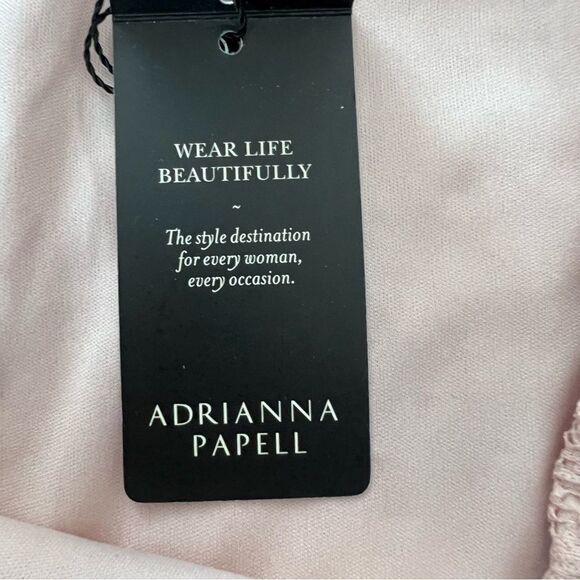 WEAR LIFE
BEAUTIFULLY
~
The style destination
for every woman,
every occasion.
ADRIANNA
PAPELL